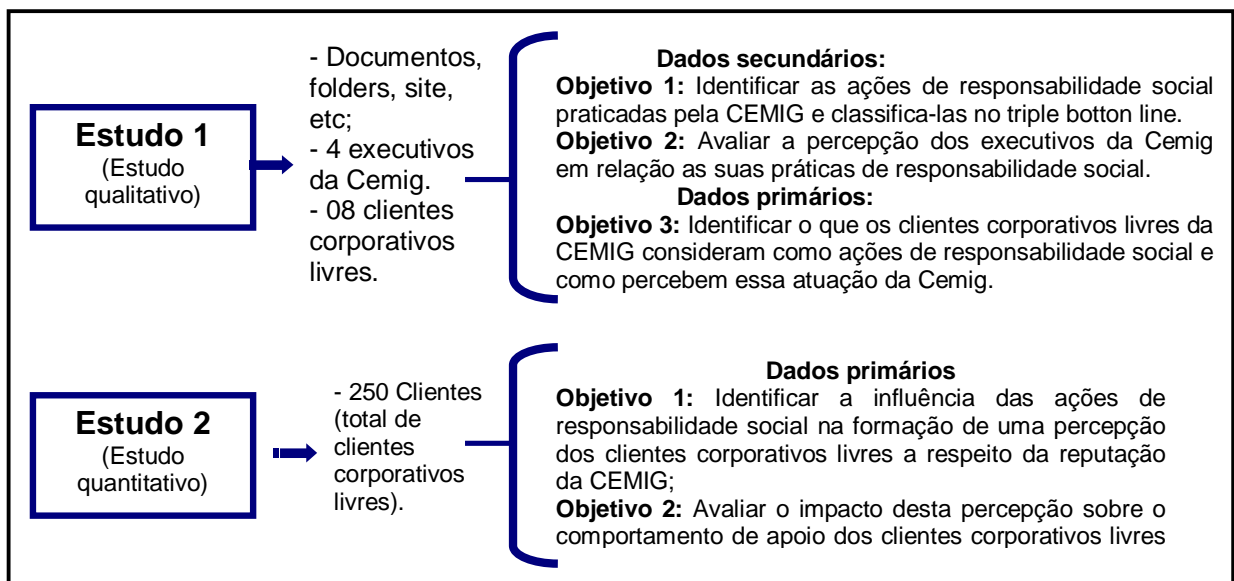 Estudo 1
(Estudo
qualitativo)
- Documentos,
folders, site,
etc;
- 4 executivos
da Cemig.
- 08 clientes
corporativos
livres.
Dados secundários:
Objetivo 1: Identificar as ações de responsabilidade social
praticadas pela CEMIG e classifica-las no triple botton line.
Objetivo 2: Avaliar a percepção dos executivos da Cemig
em relação as suas práticas de responsabilidade social.
Dados primários:
Objetivo 3: Identificar o que os clientes corporativos livres da
CEMIG consideram como ações de responsabilidade social e
como percebem essa atuação da Cemig.
Estudo 2
(Estudo
quantitativo)
- 250 Clientes
(total de
clientes
corporativos
livres).
Dados primários
Objetivo 1: Identificar a influência das ações de
responsabilidade social na formação de uma percepção
dos clientes corporativos livres a respeito da reputação
da CEMIG;
Objetivo 2: Avaliar o impacto desta percepção sobre o
comportamento de apoio dos clientes corporativos livres